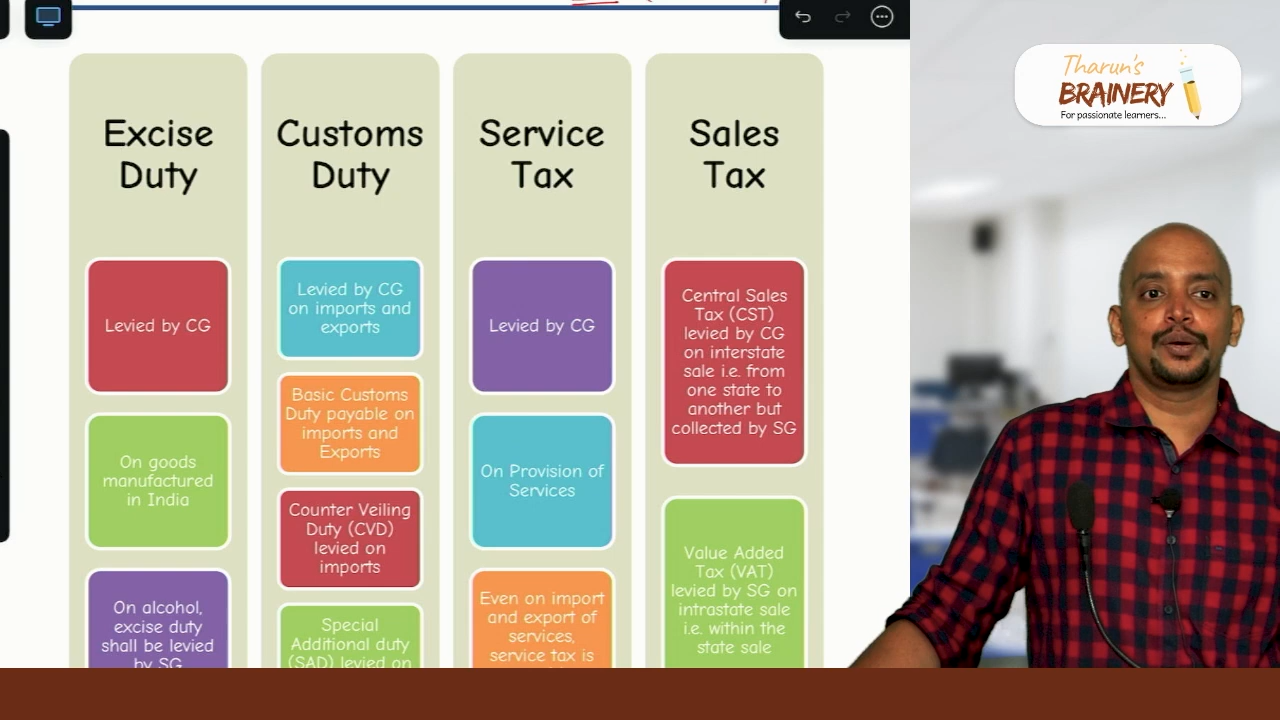 Excise
Duty
Levied by CG
On goods
manufactured
in India
On alcohol,
excise duty
shall be levied
by SG
Customs
Duty
Levied by CG
on imports and
exports
Basic Customs
Duty payable on
imports and
Exports
Counter Veiling
Duty (CVD)
levied on
imports
Special
Additional duty
(SAD) levied on
Service
Tax
Levied by CG
On Provision of
Services
Even on import
and export of
services,
service tax is
Sales
Tax
Central Sales
Tax (CST)
levied by CG
on interstate
sale i.e. from
one state to
another but
collected by SG
Value Added
Tax (VAT)
levied by SG on
intrastate sale
i.e. within the
state sale
Tharun's
BRAINERY
For passionate learners...